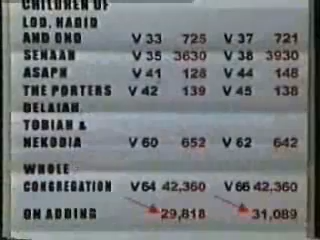 CHILDREN OF
LOD, HADID
AND ONO V 33 725 V 37 721
SENAAH V 35 3630 V 38 3930
ASAPH V 41 128 V 44 148
THE PORTERS V 42 139 V 45 138
DELAIAH,
TOBIAH &
NEKODIA V 60 652 V 62 642
WHOLE
CONGREGATION V 64 42,360 V 66 42,360
ON ADDING 29,818 31,089